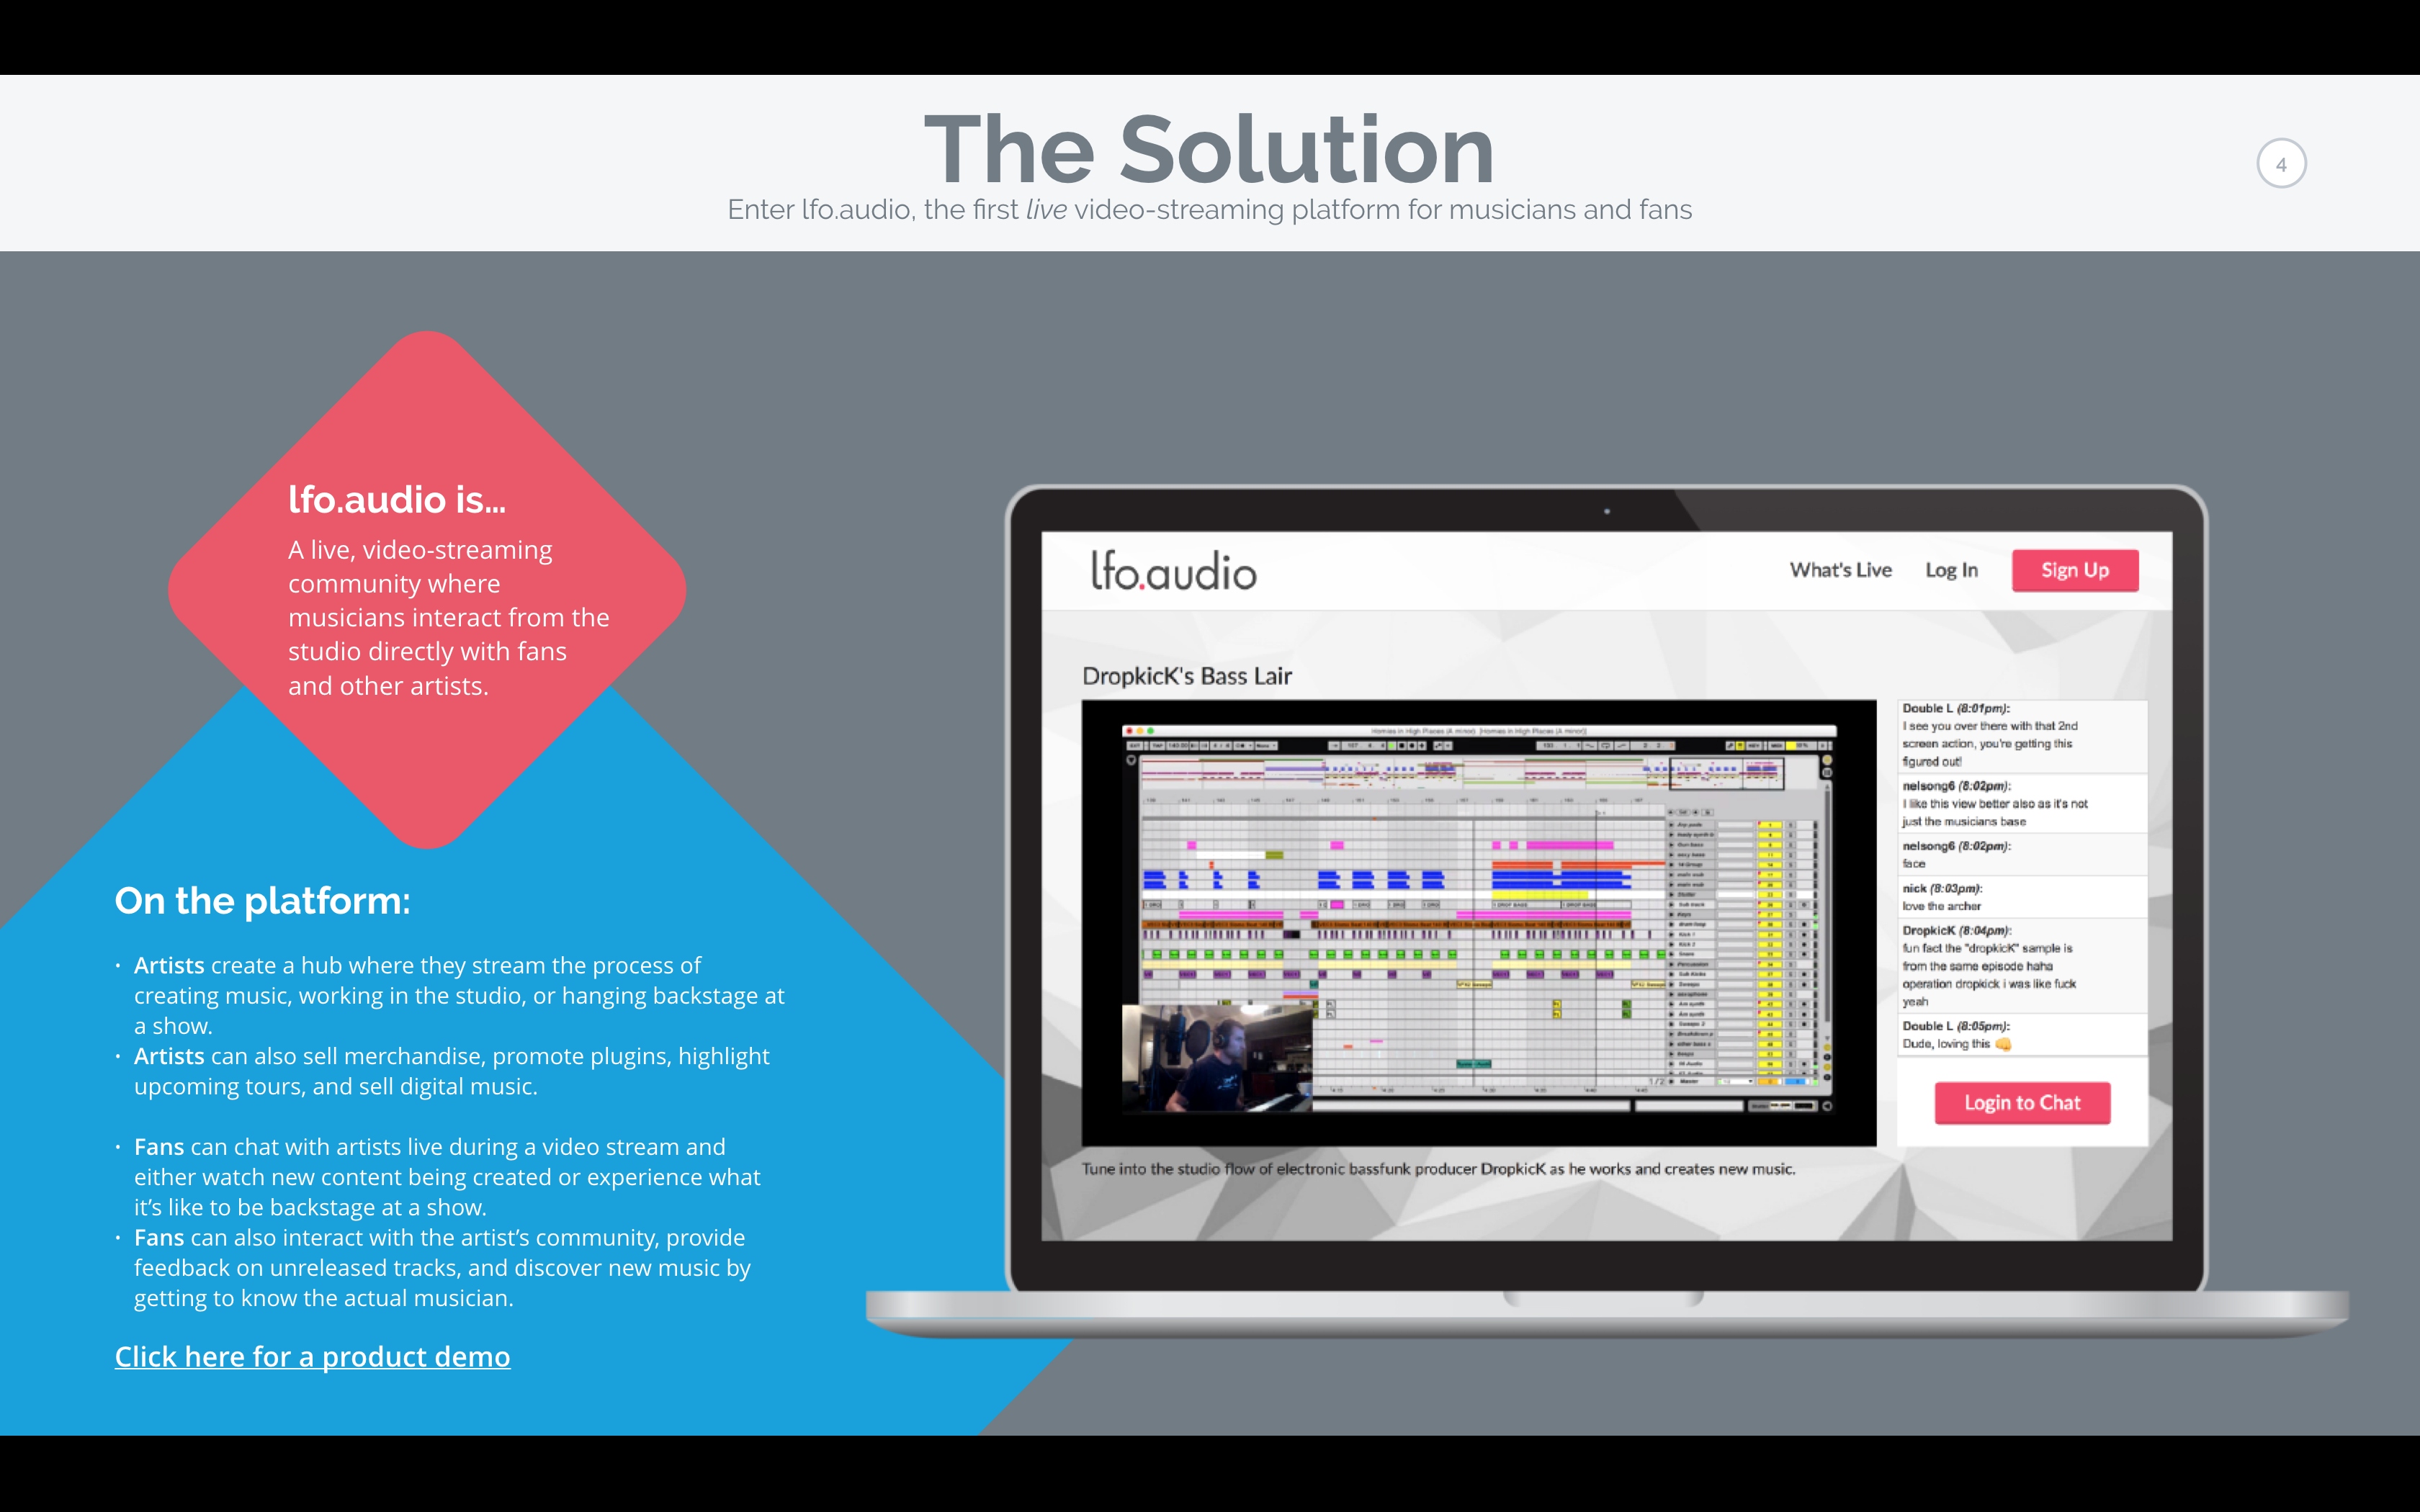 The Solution
Enter lfo.audio, the first live video-streaming platform for musicians and fans
4
lfo.audio is...
A live, video-streaming
community where
musicians interact from the
studio directly with fans
and other artists.
On the platform:
• Artists create a hub where they stream the process of
creating music, working in the studio, or hanging backstage at
a show.
• Artists can also sell merchandise, promote plugins, highlight
upcoming tours, and sell digital music.
• Fans can chat with artists live during a video stream and
either watch new content being created or experience what
it’s like to be backstage at a show.
• Fans can also interact with the artist’s community, provide
feedback on unreleased tracks, and discover new music by
getting to know the actual musician.
Click here for a product demo
lfo.audio
What's Live Log In Sign Up
DropkicK's Bass Lair
Homies in High Places (A minor) [Homies in High Places (A minor)]
Double L (8:01pm):
I see you over there with that 2nd
screen action, you're getting this
figured out!
nelsong6 (8:02pm):
I like this view better also as it's not
just the musicians base
nelsong6 (8:02pm):
face
nick (8:03pm):
love the archer
DropkicK (8:04pm):
fun fact the "dropkicK" sample is
from the same episode haha
operation dropkick i was like fuck
yeah
Double L (8:05pm):
Dude, loving this 👊
Login to Chat
Tune into the studio flow of electronic bassfunk producer DropkicK as he works and creates new music.